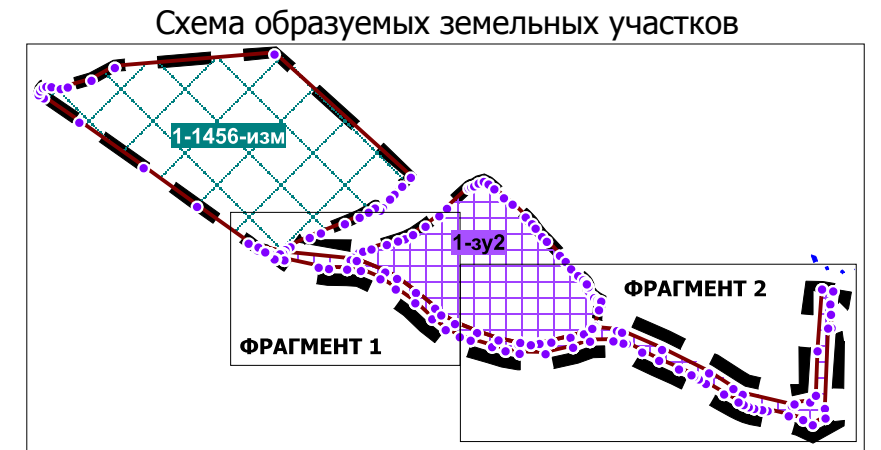 Схема образуемых земельных участков
1-1456-изм
1-зу2
ФРАГМЕНТ 2
ФРАГМЕНТ 1